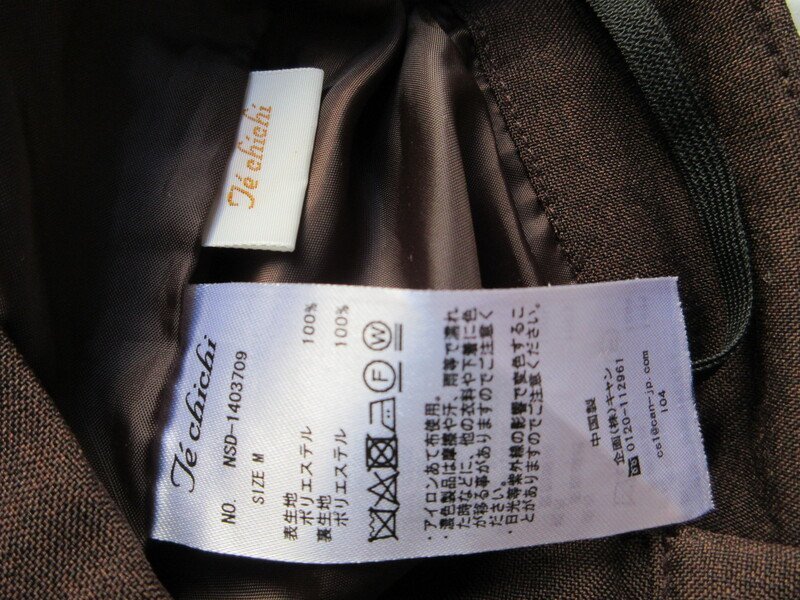 Té chichi
Té chichi
NO. NSD-1403709
SIZE M
表生地
ポリエステル 100%
裏生地
ポリエステル 100%
F W
・アイロンあて布使用。
・濃色製品は摩擦や汗、雨等で濡れ
た時などに、他の衣料や下着に色
が移る事がありますのでご注意く
ださい。
・日光等紫外線の影響で変色するこ
とがありますのでご注意ください。
中国製
企画(株)キャン
0120-112961
cs1@can-jp.com
104